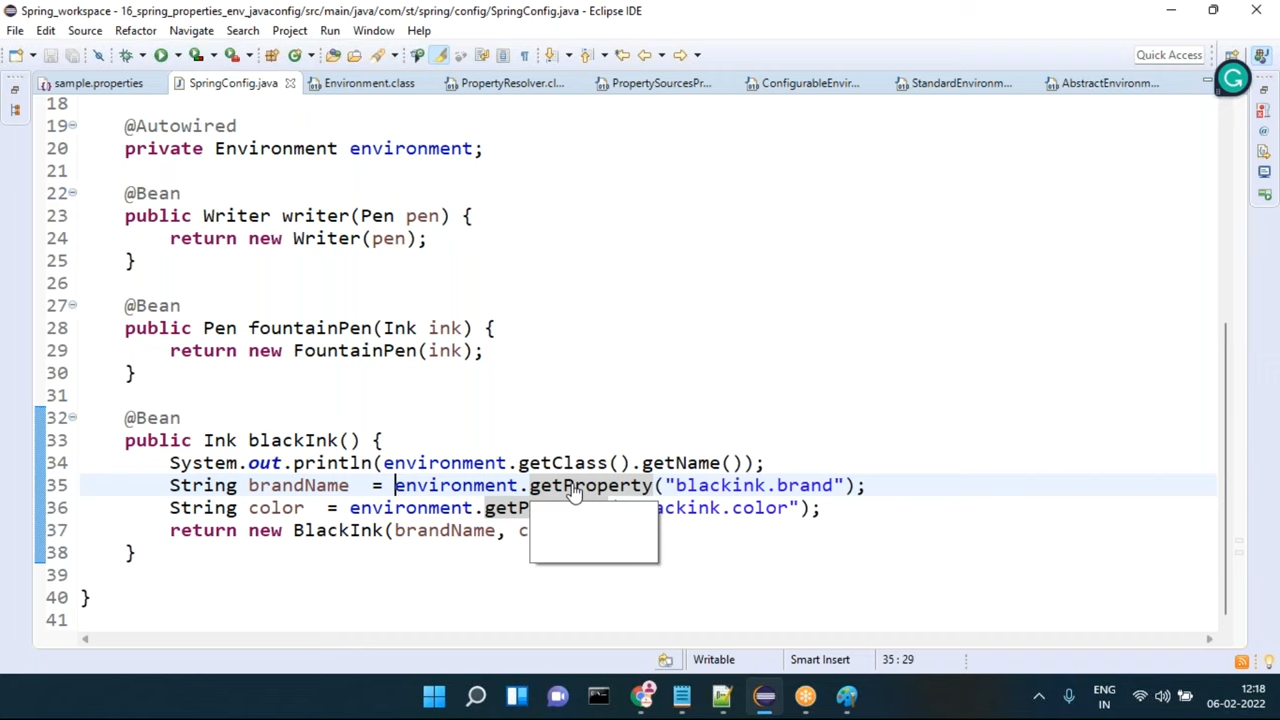 Spring_workspace - 16_spring_properties_env_javaconfig/src/main/java/com/st/spring/config/SpringConfig.java - Eclipse IDE
File Edit Source Refactor Navigate Search Project Run Window Help
Quick Access
sample.properties SpringConfig.java Environment.class PropertyResolver.cl... PropertySourcesPr... ConfigurableEnvir... StandardEnvironm... AbstractEnvironm...
18
19 @Autowired
20 private Environment environment;
21
22 @Bean
23 public Writer writer(Pen pen) {
24 return new Writer(pen);
25 }
26
27 @Bean
28 public Pen fountainPen(Ink ink) {
29 return new FountainPen(ink);
30 }
31
32 @Bean
33 public Ink blackInk() {
34 System.out.println(environment.getClass().getName());
35 String brandName = environment.getProperty("blackink.brand");
36 String color = environment.getP ackink.color");
37 return new BlackInk(brandName, c
38 }
39
40 }
41
Writable Smart Insert 35 : 29
ENG
IN
12:18
06-02-2022